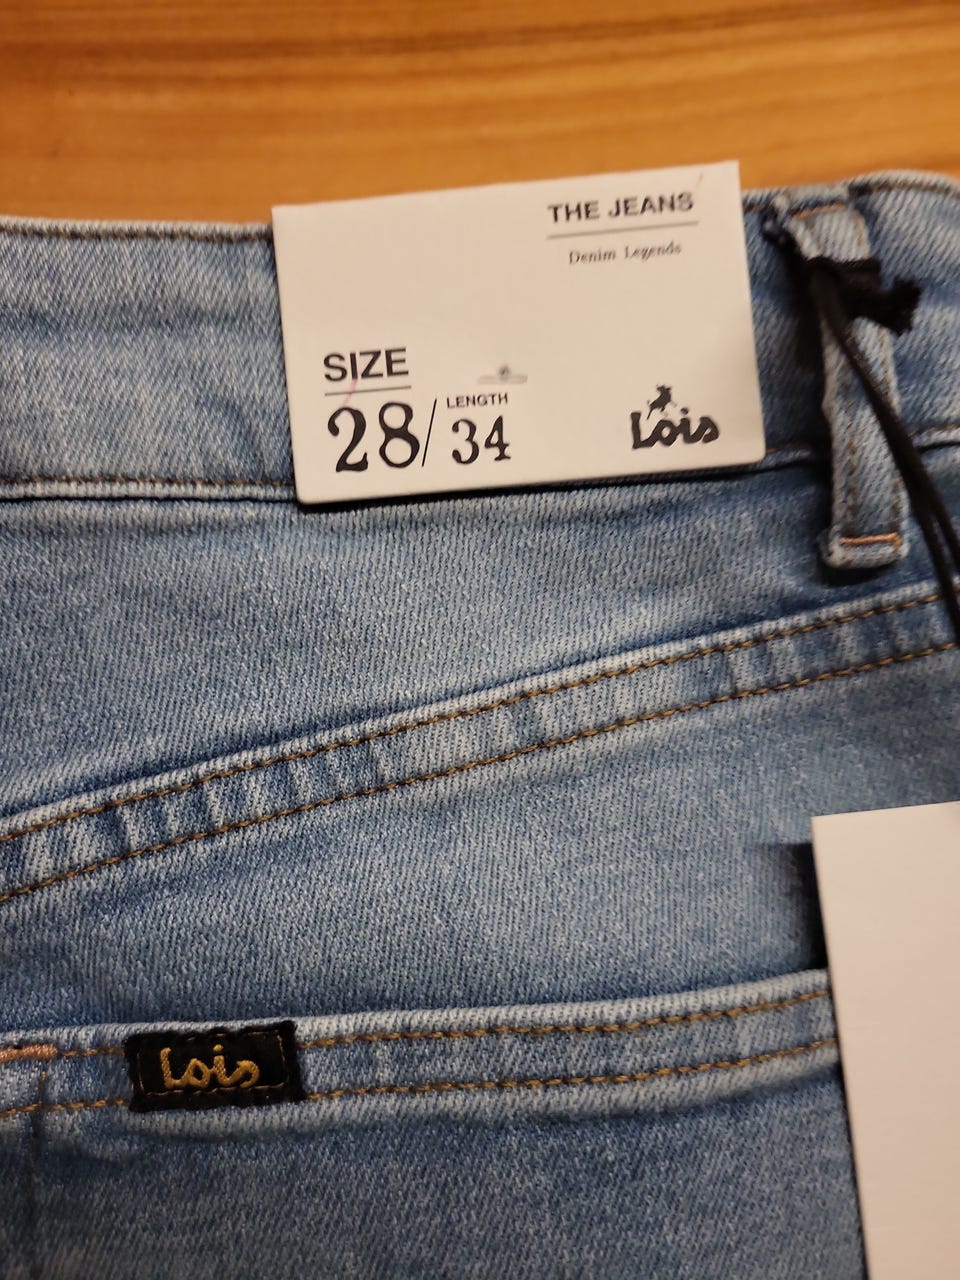 THE JEANS
Denim Legends
SIZE
28/
LENGTH
34
Lois
Lois